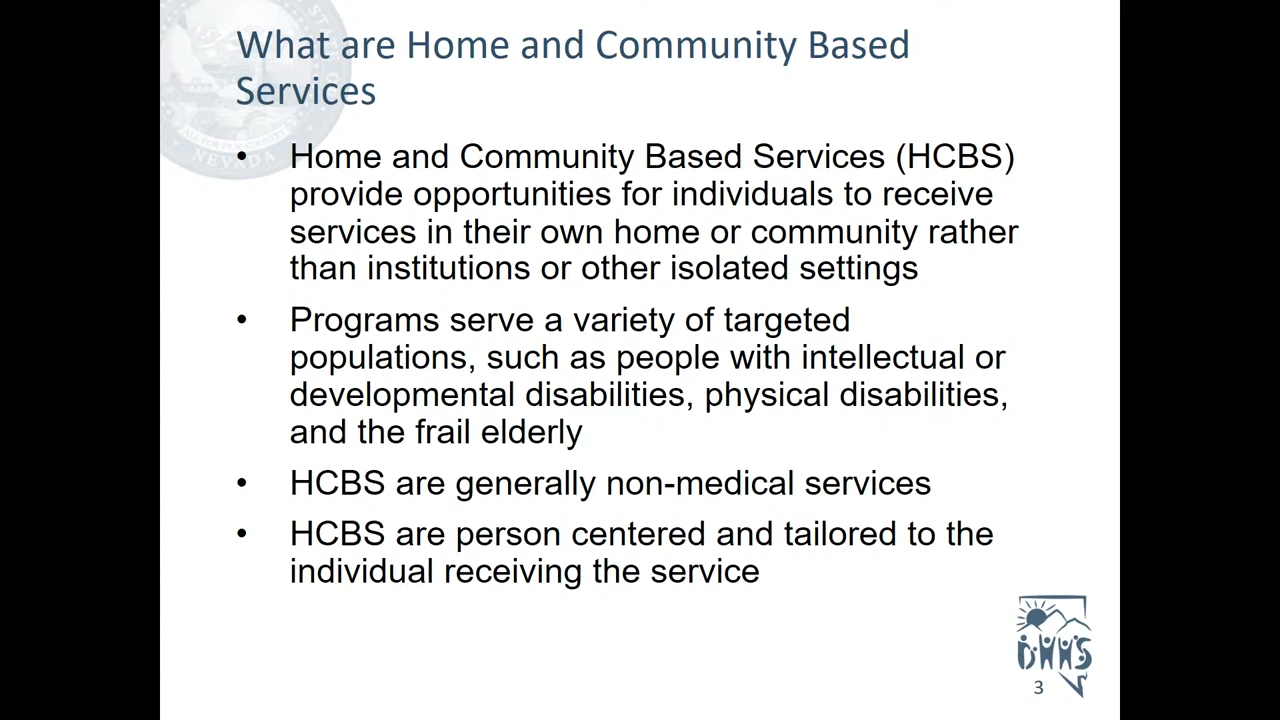 What are Home and Community Based
Services
• Home and Community Based Services (HCBS)
provide opportunities for individuals to receive
services in their own home or community rather
than institutions or other isolated settings
• Programs serve a variety of targeted
populations, such as people with intellectual or
developmental disabilities, physical disabilities,
and the frail elderly
• HCBS are generally non-medical services
• HCBS are person centered and tailored to the
individual receiving the service
NEVADA
DHHS
3